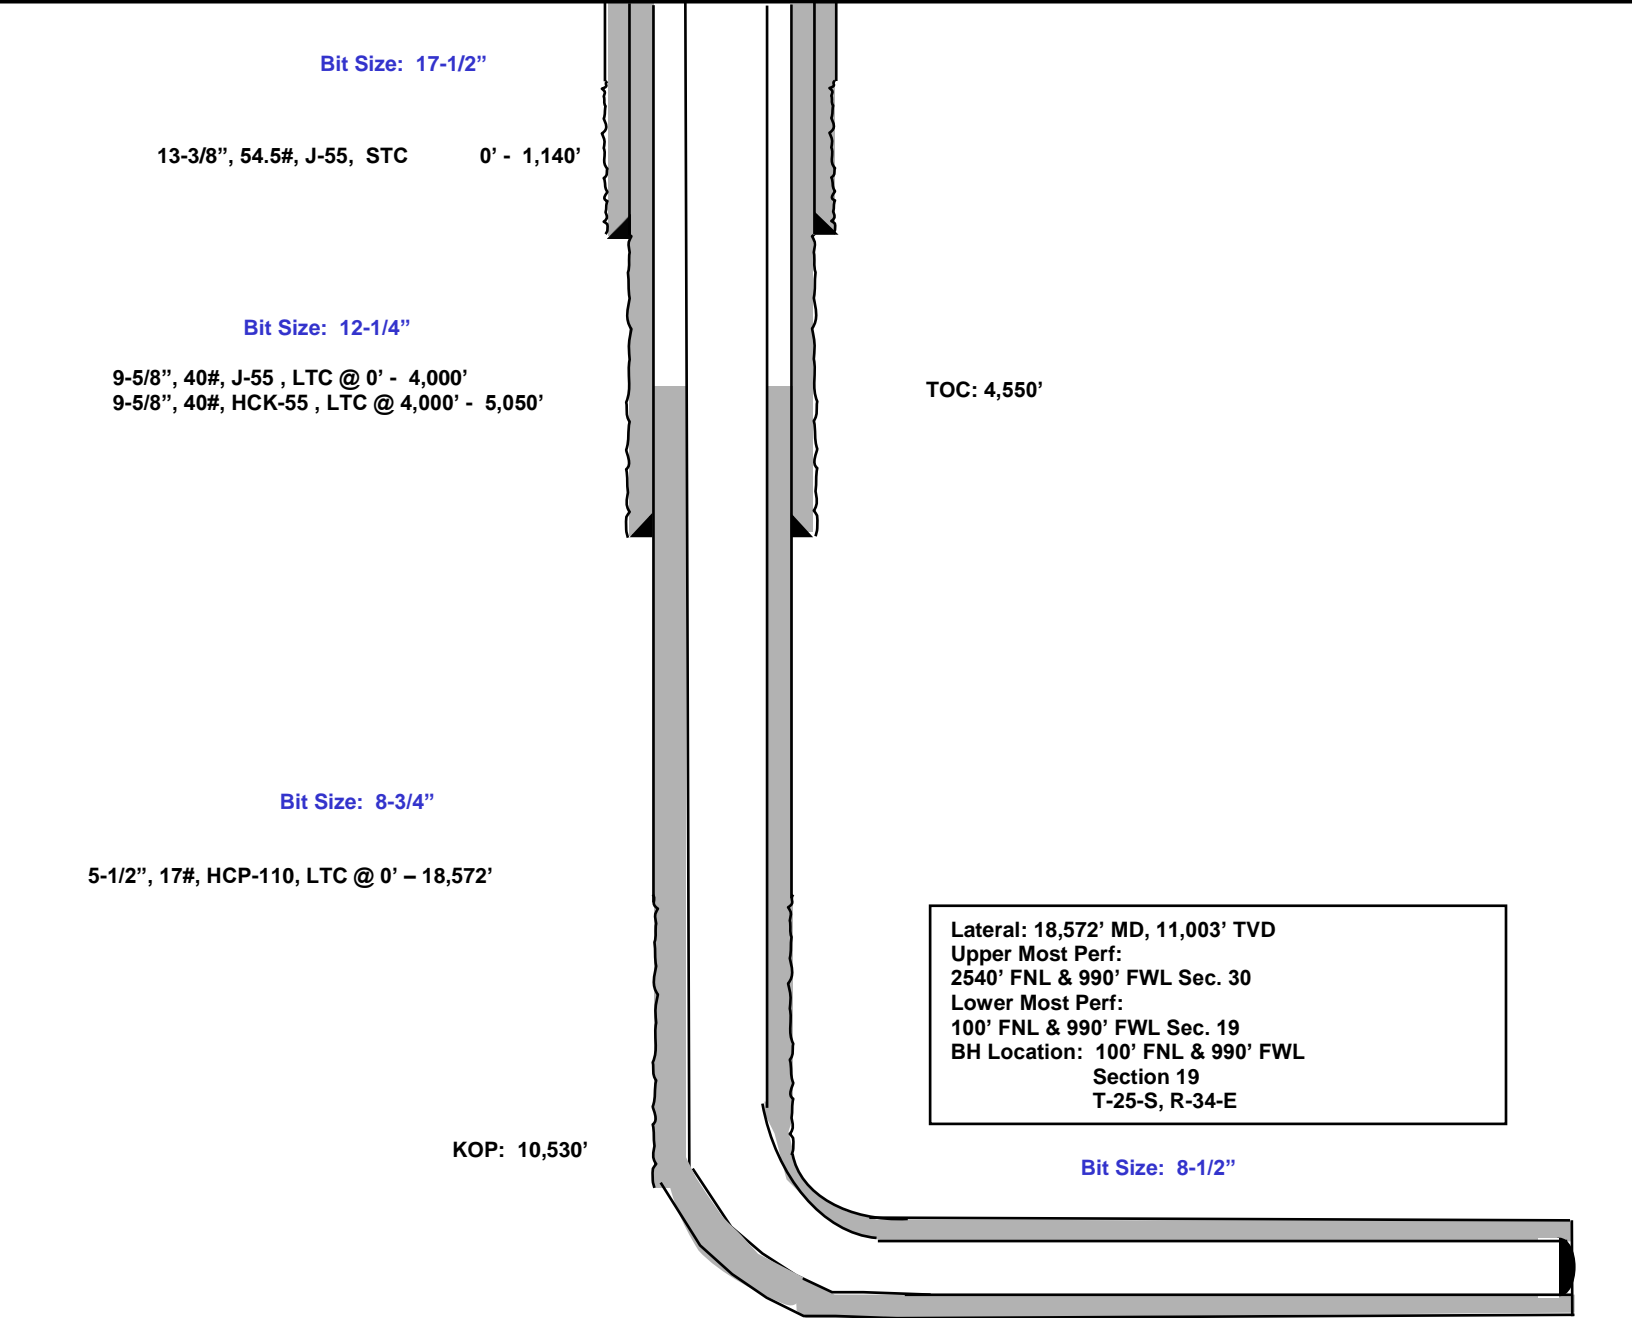 Bit Size: 17-1/2”
13-3/8”, 54.5#, J-55, STC 0’ - 1,140’
Bit Size: 12-1/4”
9-5/8”, 40#, J-55 , LTC @ 0’ - 4,000’
9-5/8”, 40#, HCK-55 , LTC @ 4,000’ - 5,050’
TOC: 4,550’
Bit Size: 8-3/4”
5-1/2”, 17#, HCP-110, LTC @ 0’ – 18,572’
Lateral: 18,572’ MD, 11,003’ TVD
Upper Most Perf:
2540’ FNL & 990’ FWL Sec. 30
Lower Most Perf:
100’ FNL & 990’ FWL Sec. 19
BH Location: 100’ FNL & 990’ FWL
Section 19
T-25-S, R-34-E
KOP: 10,530’
Bit Size: 8-1/2”